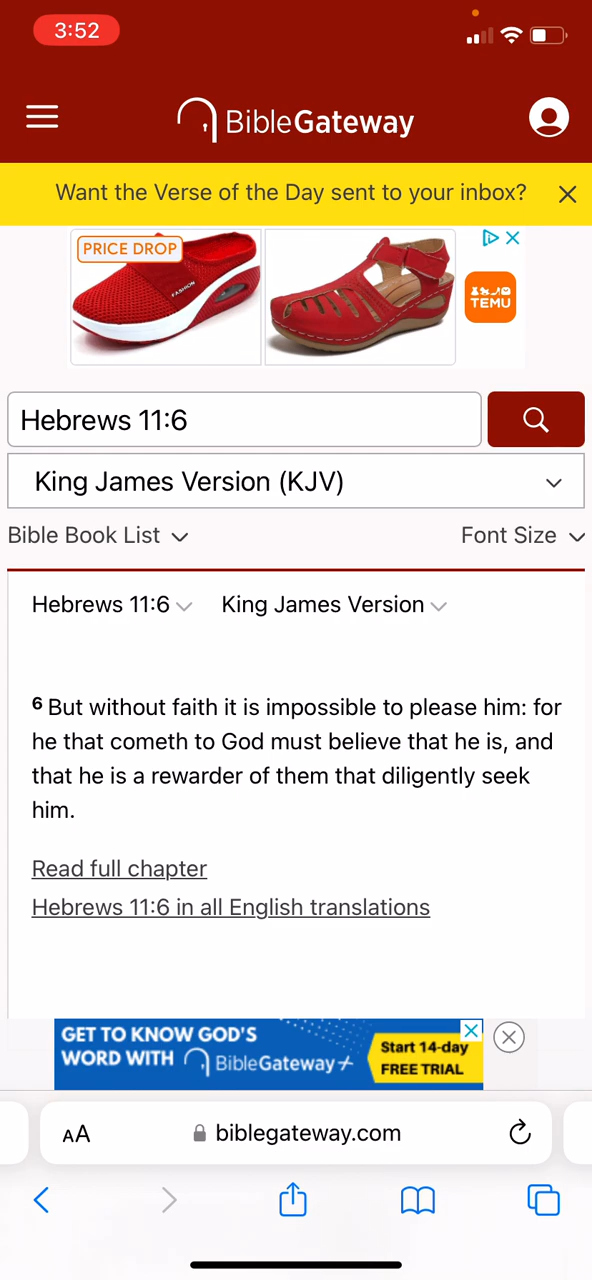 3:52
BibleGateway
Want the Verse of the Day sent to your inbox?
PRICE DROP
FASHION
TEMU
Hebrews 11:6
King James Version (KJV)
Bible Book List
Font Size
Hebrews 11:6 King James Version
6 But without faith it is impossible to please him: for
he that cometh to God must believe that he is, and
that he is a rewarder of them that diligently seek
him.
Read full chapter
Hebrews 11:6 in all English translations
GET TO KNOW GOD'S
WORD WITH BibleGateway+
Start 14-day
FREE TRIAL
AA biblegateway.com